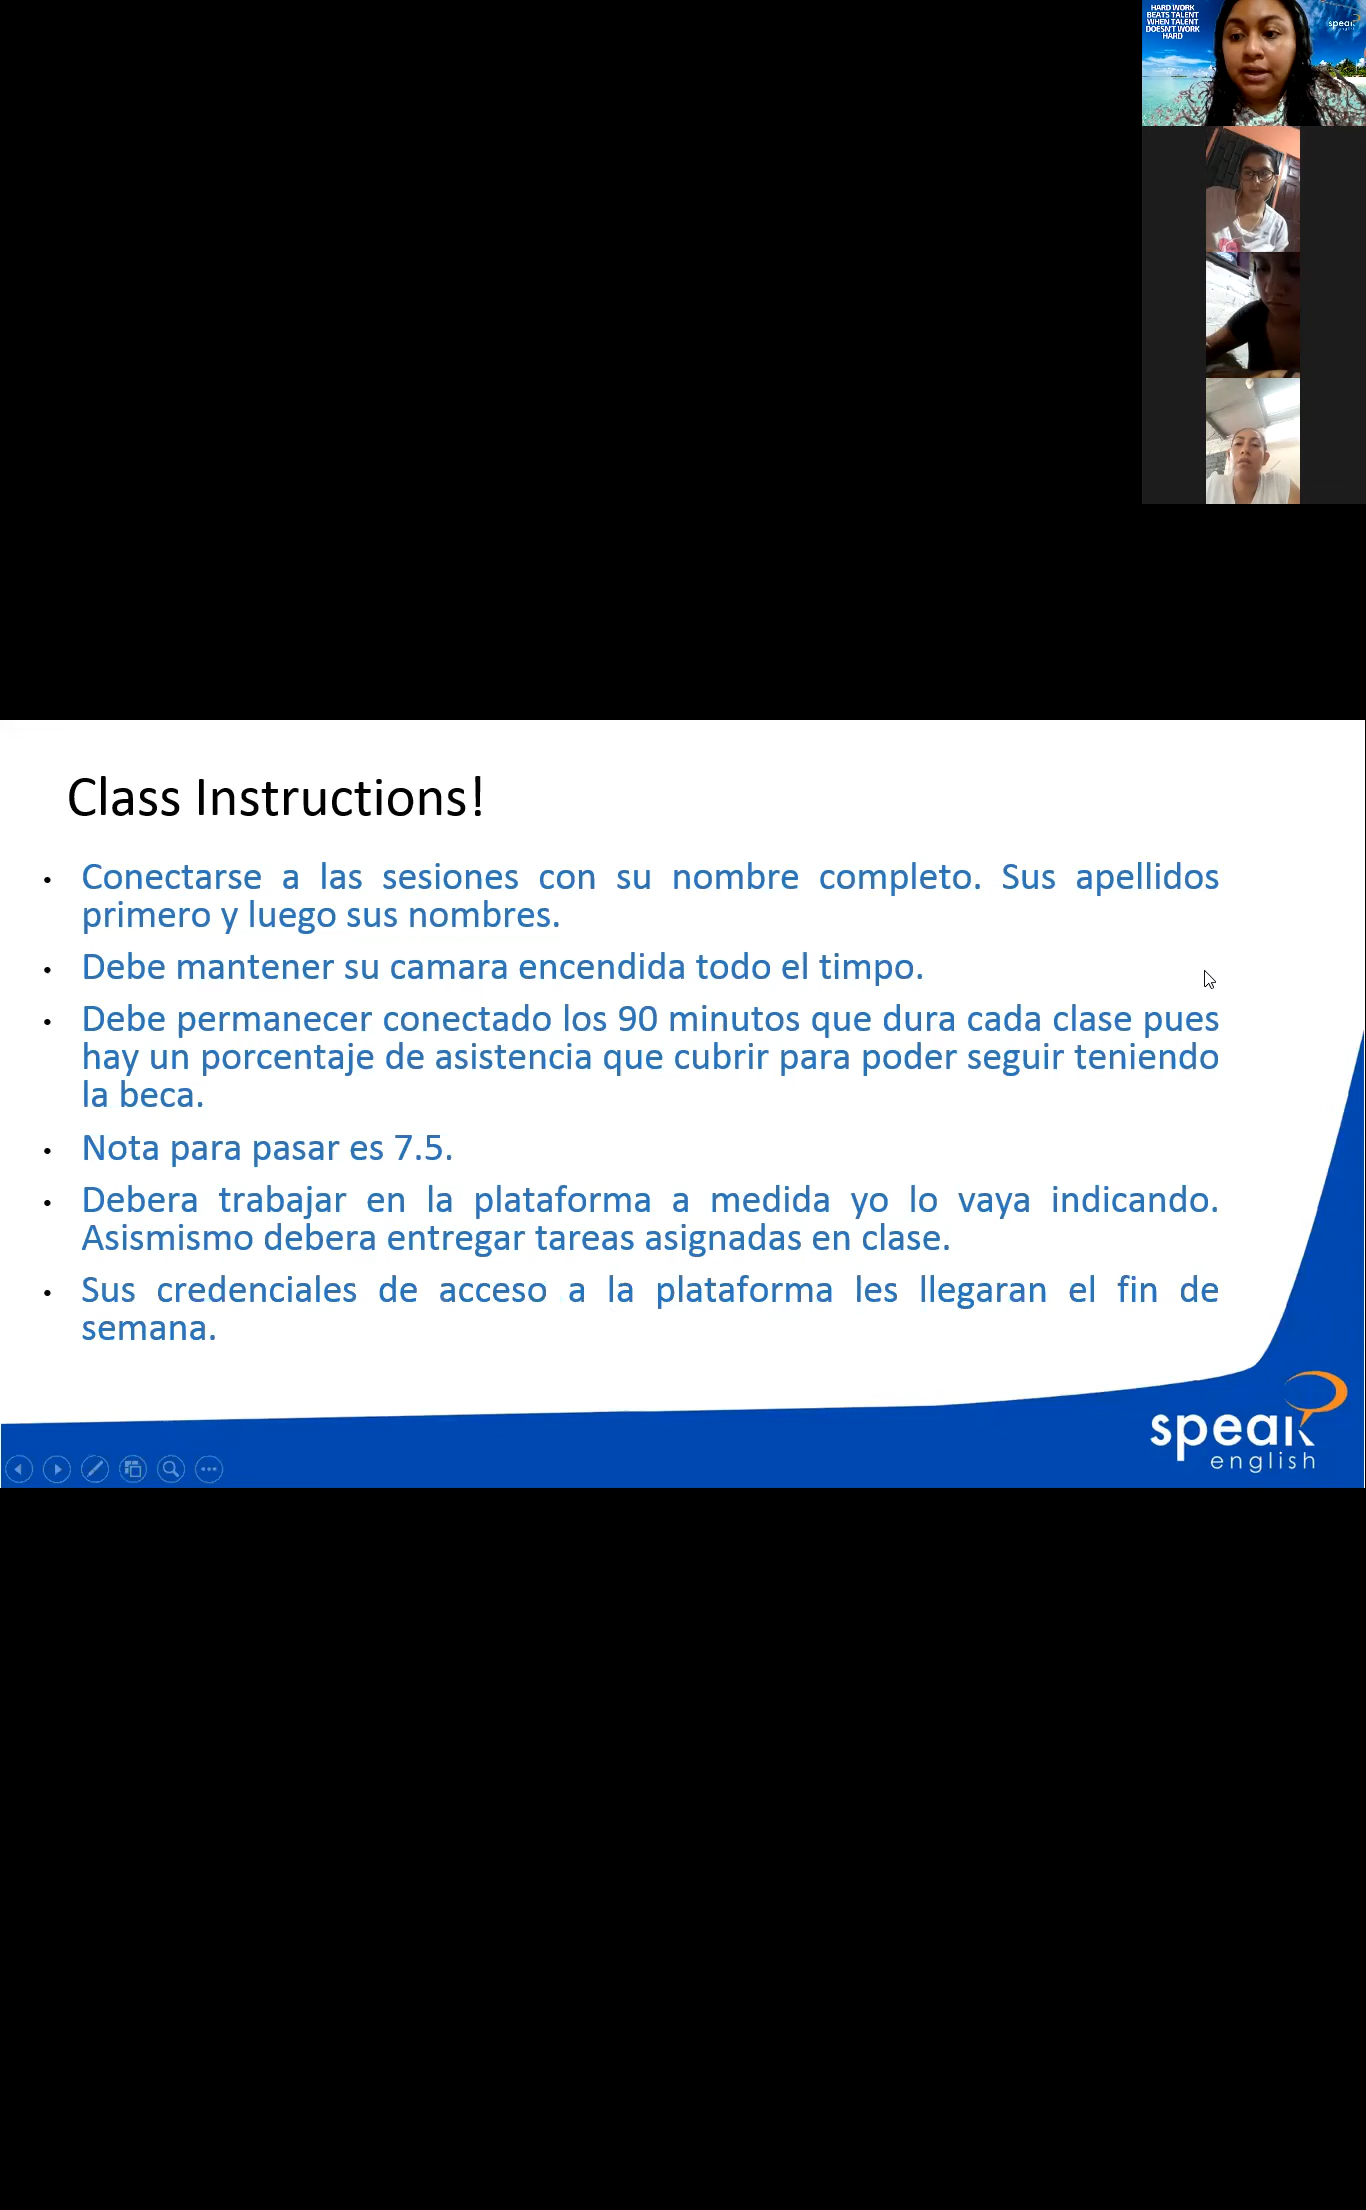 HARD WORK
BEATS TALENT
WHEN TALENT
DOESN'T WORK
HARD
speak
Class Instructions!
• Conectarse a las sesiones con su nombre completo. Sus apellidos
primero y luego sus nombres.
• Debe mantener su camara encendida todo el timpo.
• Debe permanecer conectado los 90 minutos que dura cada clase pues
hay un porcentaje de asistencia que cubrir para poder seguir teniendo
la beca.
• Nota para pasar es 7.5.
• Debera trabajar en la plataforma a medida yo lo vaya indicando.
Asismismo debera entregar tareas asignadas en clase.
• Sus credenciales de acceso a la plataforma les llegaran el fin de
semana.
speak
english